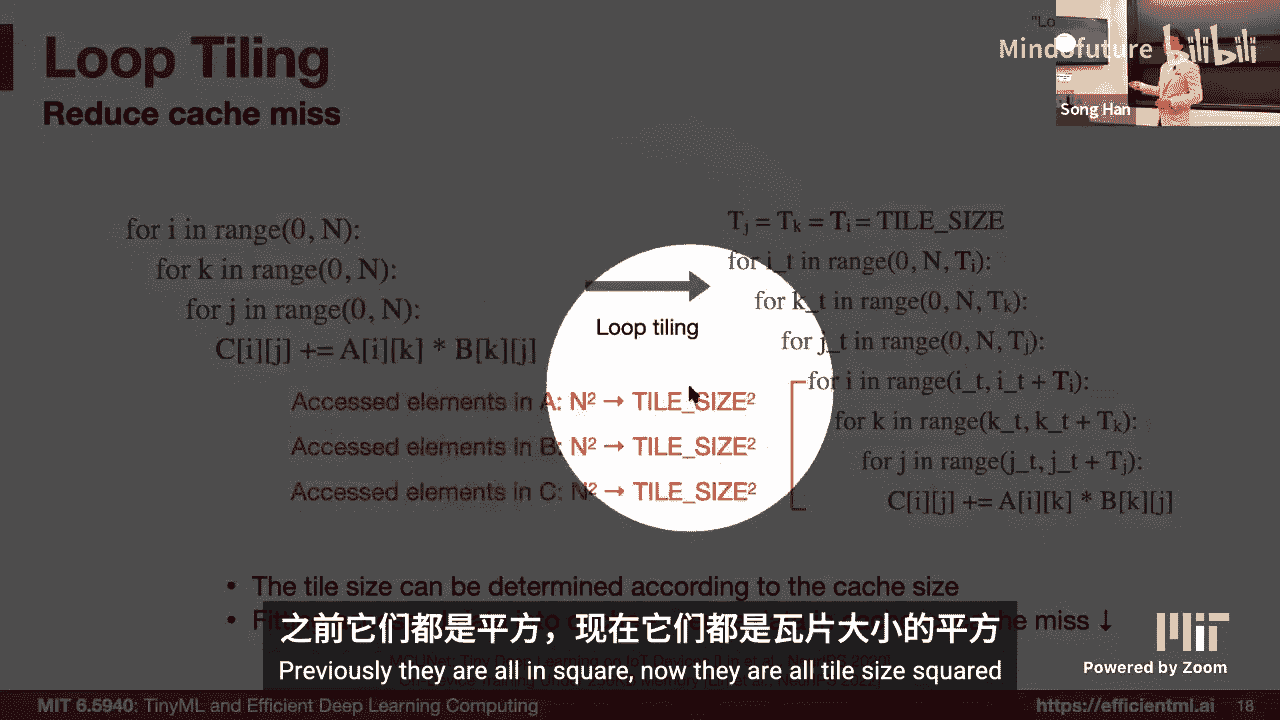 Loop Tiling
Reduce cache miss
"Lo
Mindofuture bilibili
Song Han
for i in range(0, N):
for k in range(0, N):
for j in range(0, N):
C[i][j] += A[i][k] * B[k][j]
Loop tiling
Accessed elements in A: N² → TILE_SIZE²
Accessed elements in B: N² → TILE_SIZE²
Accessed elements in C: N² → TILE_SIZE²
Tⱼ = Tₖ = Tᵢ = TILE_SIZE
for i_t in range(0, N, Tᵢ):
for k_t in range(0, N, Tₖ):
for j_t in range(0, N, Tⱼ):
for i in range(i_t, i_t + Tᵢ):
for k in range(k_t, k_t + Tₖ):
for j in range(j_t, j_t + Tⱼ):
C[i][j] += A[i][k] * B[k][j]
• The tile size can be determined according to the cache size
• miss ↓
之前它们都是平方，现在它们都是瓦片大小的平方
Previously they are all in square, now they are all tile size squared
MIT
Powered by Zoom
MIT 6.5940: TinyML and Efficient Deep Learning Computing
https://efficientml.ai
18